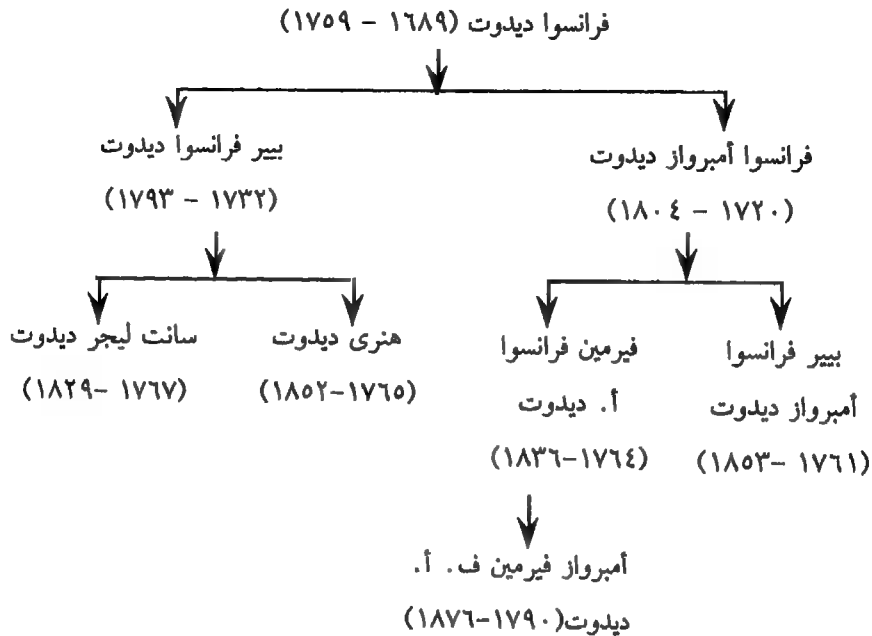 فرانسوا ديدوت (١٦٨٩ - ١٧٥٩)
فرانسوا أمبرواز ديدوت
(١٧٢٠ - ١٨٠٤)
بيير فرانسوا ديدوت
(١٧٣٢ - ١٧٩٣)
بيير فرانسوا
أمبرواز ديدوت
(١٧٦١ - ١٨٥٣)
فيرمين فرانسوا
أ. ديدوت
(١٧٦٤-١٨٣٦)
هنرى ديدوت
(١٧٦٥-١٨٥٢)
سانت ليجر ديدوت
(١٧٦٧ - ١٨٢٩)
أمبرواز فيرمين ف. أ.
ديدوت(١٧٩٠-١٨٧٦)